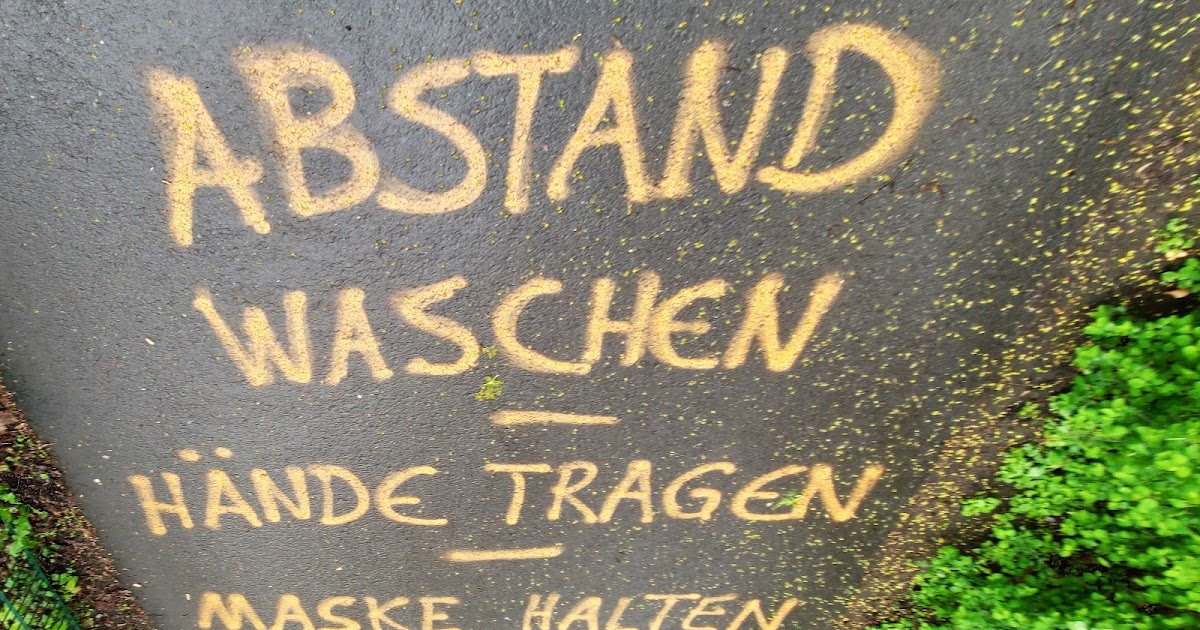 ABSTAND
WASCHEN
—
HÄNDE TRAGEN
—
MASKE HALTEN